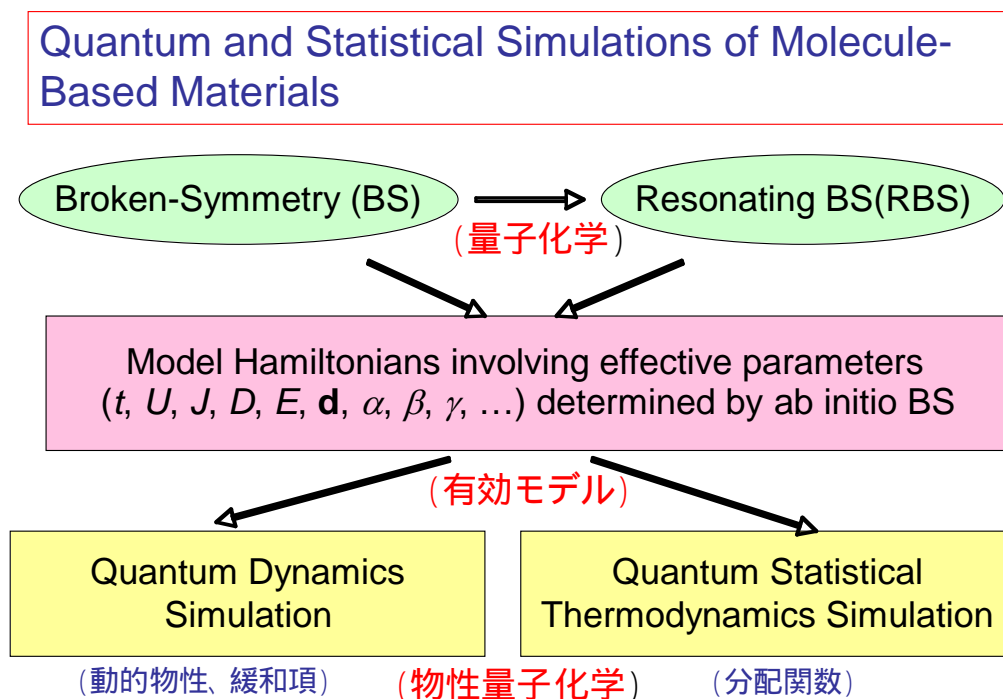 Quantum and Statistical Simulations of Molecule-
Based Materials
Broken-Symmetry (BS)
Resonating BS(RBS)
(量子化学)
Model Hamiltonians involving effective parameters
(t, U, J, D, E, d, α, β, γ, …) determined by ab initio BS
(有効モデル)
Quantum Dynamics
Simulation
Quantum Statistical
Thermodynamics Simulation
(動的物性、緩和項)
(物性量子化学)
(分配関数)